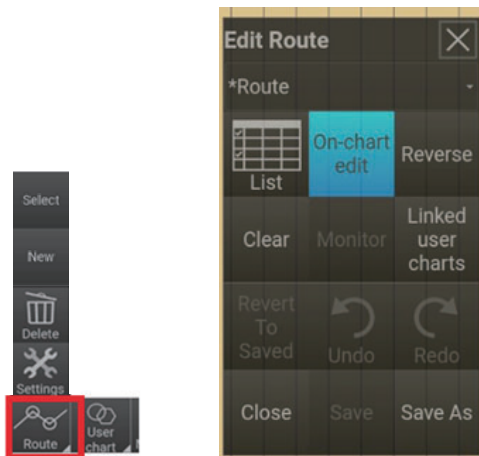 Select
New
Delete
Settings
Route
User
chart
Edit Route
*Route
List
On-chart
edit
Reverse
Clear
Monitor
Linked
user
charts
Revert
To
Saved
Undo
Redo
Close
Save
Save As